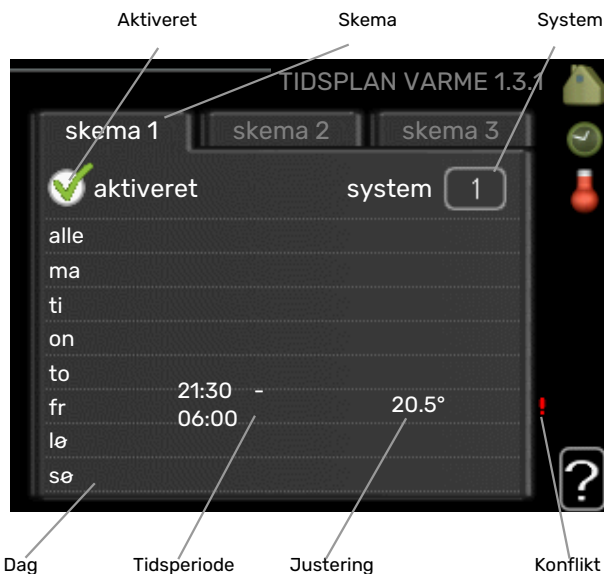 Aktiveret Skema System
TIDSPLAN VARME 1.3.1
skema 1 skema 2 skema 3
aktiveret system 1
alle
ma
ti
on
to
21:30 -
fr 20.5° !
06:00
lø
sø
?
Dag Tidsperiode Justering Konflikt